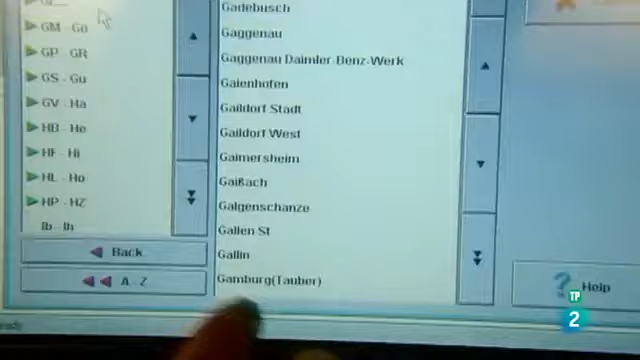 GM - Go
GP - GR
GS - Gu
GV - Ha
HB - He
HF - Hi
HL - Ho
HP - HZ
Ib - Ih
Back
A - Z
Gadebusch
Gaggenau
Gaggenau Daimler-Benz-Werk
Gaienhofen
Gaildorf Stadt
Gaildorf West
Gaimersheim
Gaißach
Galgenschanze
Gallen St
Gallin
Gamburg(Tauber)
Help
TP
2